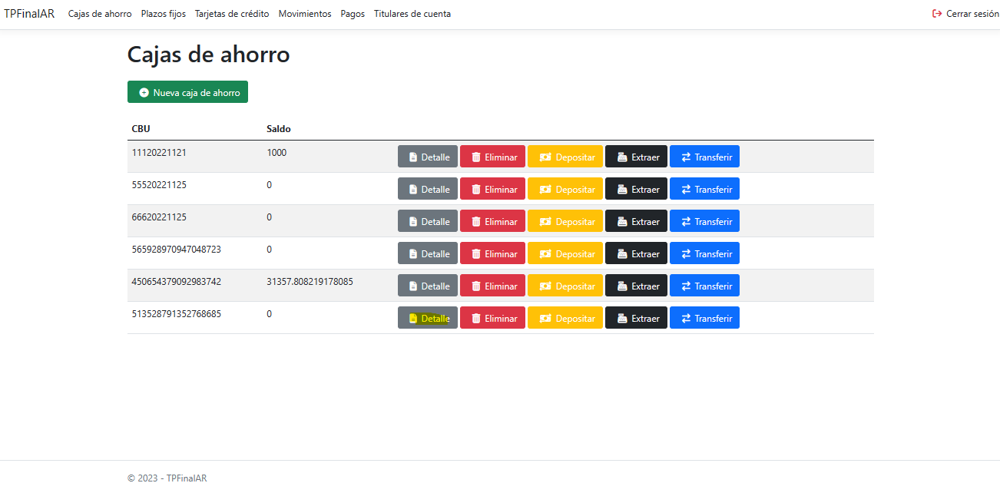 TPFinalAR Cajas de ahorro Plazos fijos Tarjetas de crédito Movimientos Pagos Titulares de cuenta Cerrar sesión
Cajas de ahorro
Nueva caja de ahorro
CBU Saldo
11120221121 1000 Detalle Eliminar Depositar Extraer Transferir
55520221125 0 Detalle Eliminar Depositar Extraer Transferir
66620221125 0 Detalle Eliminar Depositar Extraer Transferir
565928970947048723 0 Detalle Eliminar Depositar Extraer Transferir
450654379092983742 31357.808219178085 Detalle Eliminar Depositar Extraer Transferir
513528791352768685 0 Detalle Eliminar Depositar Extraer Transferir
© 2023 - TPFinalAR